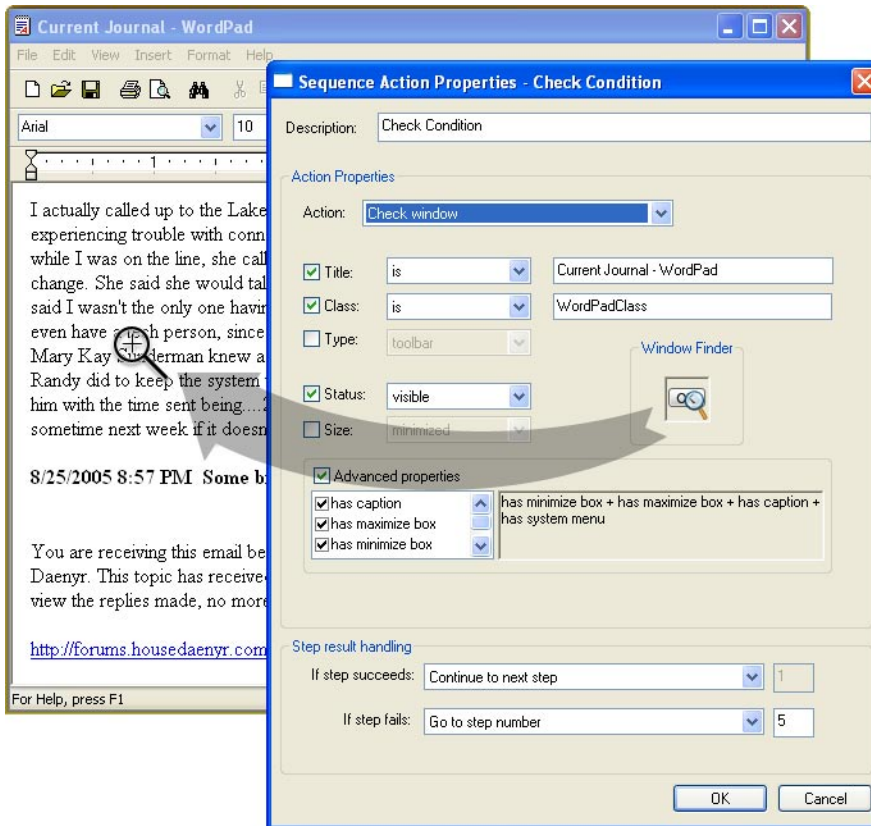 Current Journal - WordPad
File Edit View Insert Format Help
Arial
10
1
I actually called up to the Lake
experiencing trouble with conn
while I was on the line, she call
change. She said she would tal
said I wasn't the only one havin
even have a person, since
Mary Kay derman knew a
Randy did to keep the system
him with the time sent being....2
sometime next week if it doesn
8/25/2005 8:57 PM Some b
You are receiving this email be
Daenyr. This topic has receive
view the replies made, no more
http://forums.housedaenyr.com
For Help, press F1
Sequence Action Properties - Check Condition
Description: Check Condition
Action Properties
Action: Check window
Title: is Current Journal - WordPad
Class: is WordPadClass
Type: toolbar
Window Finder
Status: visible
Size: minimized
Advanced properties
has caption
has maximize box
has minimize box
has minimize box + has maximize box + has caption +
has system menu
Step result handling
If step succeeds: Continue to next step 1
If step fails: Go to step number 5
OK Cancel